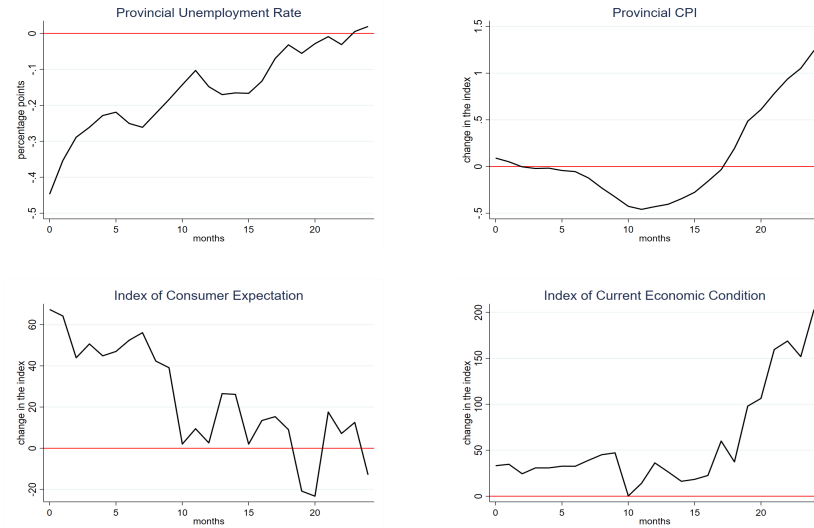 Provincial Unemployment Rate
percentage points
0
-.1
-.2
-.3
-.4
-.5
0 5 10 15 20
months
Provincial CPI
change in the index
1.5
1
.5
0
-.5
0 5 10 15 20
months
Index of Consumer Expectation
change in the index
60
40
20
0
-20
0 5 10 15 20
months
Index of Current Economic Condition
change in the index
200
150
100
50
0
0 5 10 15 20
months